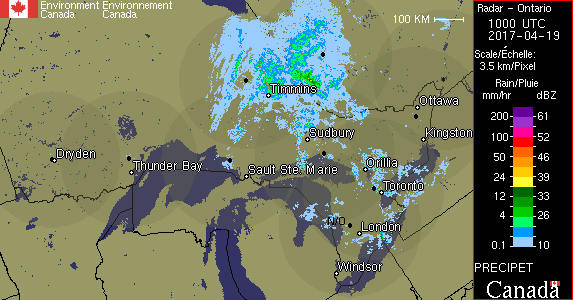 Environment Environnement
Canada Canada
100 KM
Radar - Ontario
1000 UTC
2017-04-19
Scale/Échelle:
3.5 km/Pixel
Rain/Pluie
mm/hr dBZ
200 61
100 52
50 46
24 39
12 33
4 26
0.1 10
PRECIPET
Canada
Timmins
Ottawa
Sudbury
Kingston
Dryden
Thunder Bay
Sault Ste. Marie
Orillia
Toronto
London
Windsor